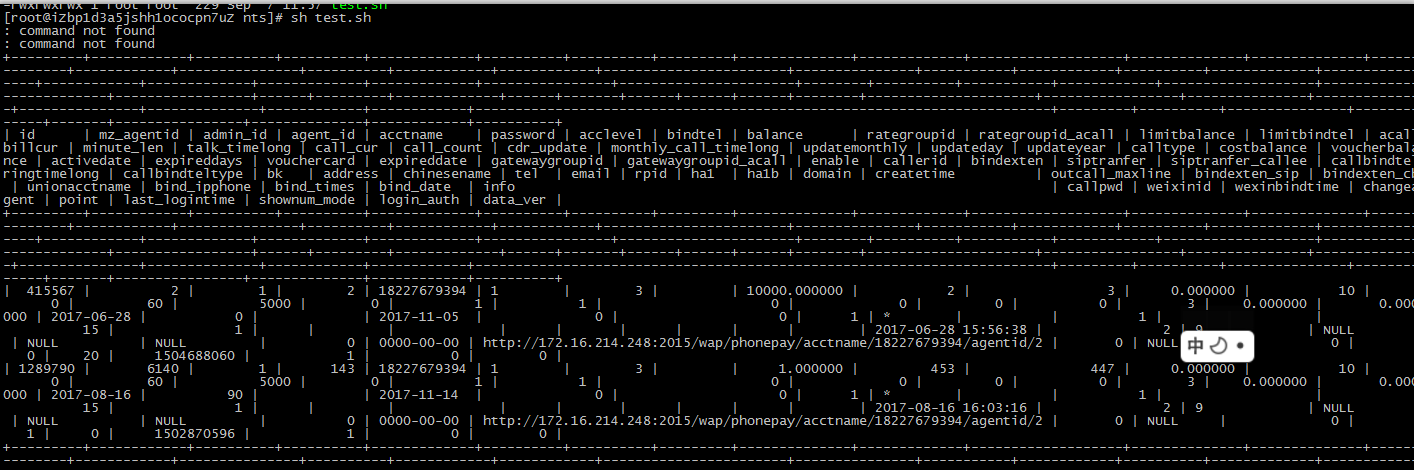 -rwxrwxrwx 1 root root  229 Sep  7 11:57 test.sh
[root@iZbp1d3a5jshh1ococpn7uZ nts]# sh test.sh
: command not found
: command not found
| id | mz_agentid | admin_id | agent_id | acctname | password | acclevel | bindtel | balance | rategroupid | rategroupid_acall | limitbalance | limitbindtel | acal
billcur | minute_len | talk_timelong | call_cur | call_count | cdr_update | monthly_call_timelong | updatemonthly | updateday | updateyear | calltype | costbalance | voucherbala
nce | activedate | expireddays | vouchercard | expireddate | gatewaygroupid | gatewaygroupid_acall | enable | callerid | bindexten | siptranfer | siptranfer_callee | callbindtel
ringtimelong | callbindteltype | bk | address | chinesename | tel | email | rpid | ha1 | ha1b | domain | createtime | outcall_maxline | bindexten_sip | bindexten_cb
| unionacctname | bind_ipphone | bind_times | bind_date | info | callpwd | weixinid | wexinbindtime | changea
gent | point | last_logintime | shownum_mode | login_auth | data_ver |
| 415567 | 2 | 1 | 2 | 18227679394 | 1 | 3 | | 10000.000000 | 2 | 3 | 0.000000 | 10 |
0 | 60 | 5000 | 0 | 1 | 1 | 0 | 0 | 0 | 0 | 3 | 0.000000 | 0.000
000 | 2017-06-28 | 0 | | 2017-11-05 | 0 | 0 | 1 | * | 1 | |
15 | 1 | | | | | | | | | | 2017-06-28 15:56:38 | 2 | 9 | NULL
| NULL | NULL | 0 | 0000-00-00 | http://172.16.214.248:2015/wap/phonepay/acctname/18227679394/agentid/2 | 0 | NULL | 0 |
0 | 20 | 1504688060 | 1 | 0 | 0 |
中
| 1289790 | 6140 | 1 | 143 | 18227679394 | 1 | 3 | | 1.000000 | 453 | 447 | 0.000000 | 10 |
0 | 60 | 5000 | 0 | 1 | 1 | 0 | 0 | 0 | 0 | 3 | 0.000000 | 0.000
000 | 2017-08-16 | 90 | | 2017-11-14 | 0 | 0 | 1 | * | 1 | |
15 | 1 | | | | | | | | | | 2017-08-16 16:03:16 | 2 | 9 | NULL
| NULL | NULL | 0 | 0000-00-00 | http://172.16.214.248:2015/wap/phonepay/acctname/18227679394/agentid/2 | 0 | NULL | 0 |
1 | 0 | 1502870596 | 1 | 0 | 0 |